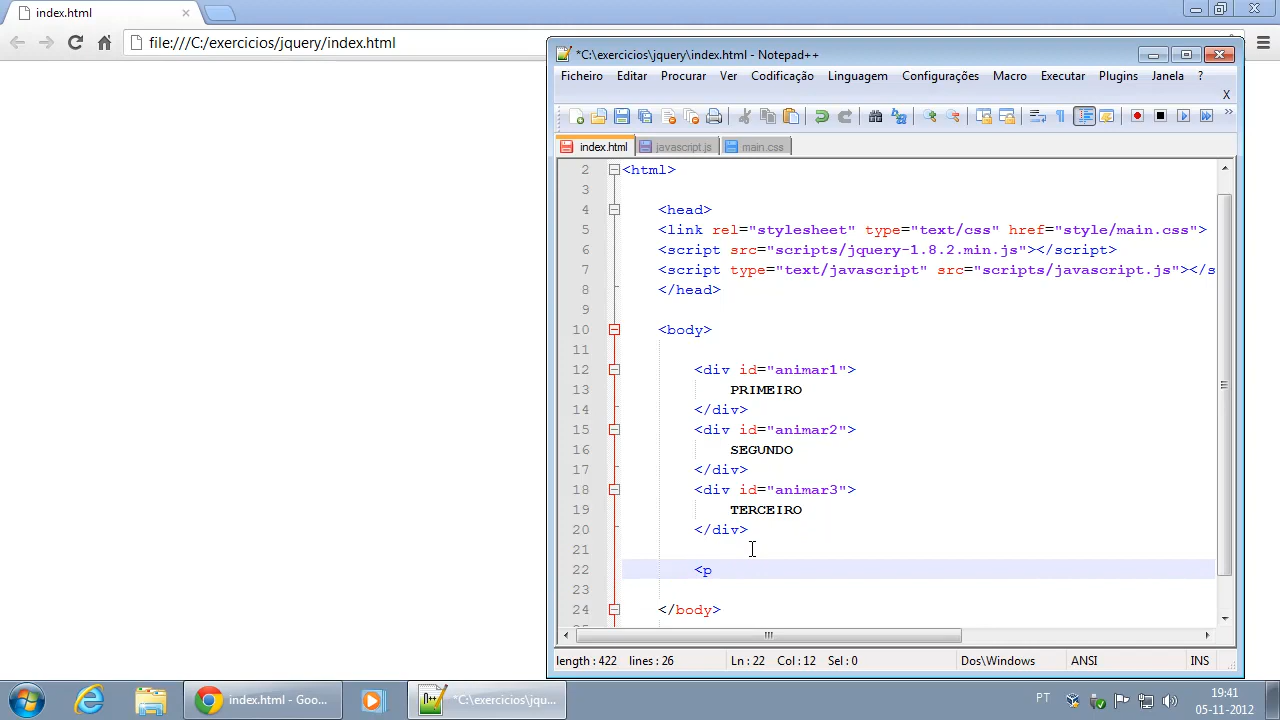 index.html
file:///C:/exercicios/jquery/index.html
*C:\exercicios\jquery\index.html - Notepad++
Ficheiro Editar Procurar Ver Codificação Linguagem Configurações Macro Executar Plugins Janela ?
X
index.html javascript.js main.css
2 <html>
3
4 <head>
5 <link rel="stylesheet" type="text/css" href="style/main.css">
6 <script src="scripts/jquery-1.8.2.min.js"></script>
7 <script type="text/javascript" src="scripts/javascript.js"></s
8 </head>
9
10 <body>
11
12 <div id="animar1">
13 PRIMEIRO
14 </div>
15 <div id="animar2">
16 SEGUNDO
17 </div>
18 <div id="animar3">
19 TERCEIRO
20 </div>
21
22 <p
23
24 </body>
length : 422 lines : 26 Ln : 22 Col : 12 Sel : 0 Dos\Windows ANSI INS
index.html - Goo...
*C:\exercicios\jqu...
PT
19:41
05-11-2012